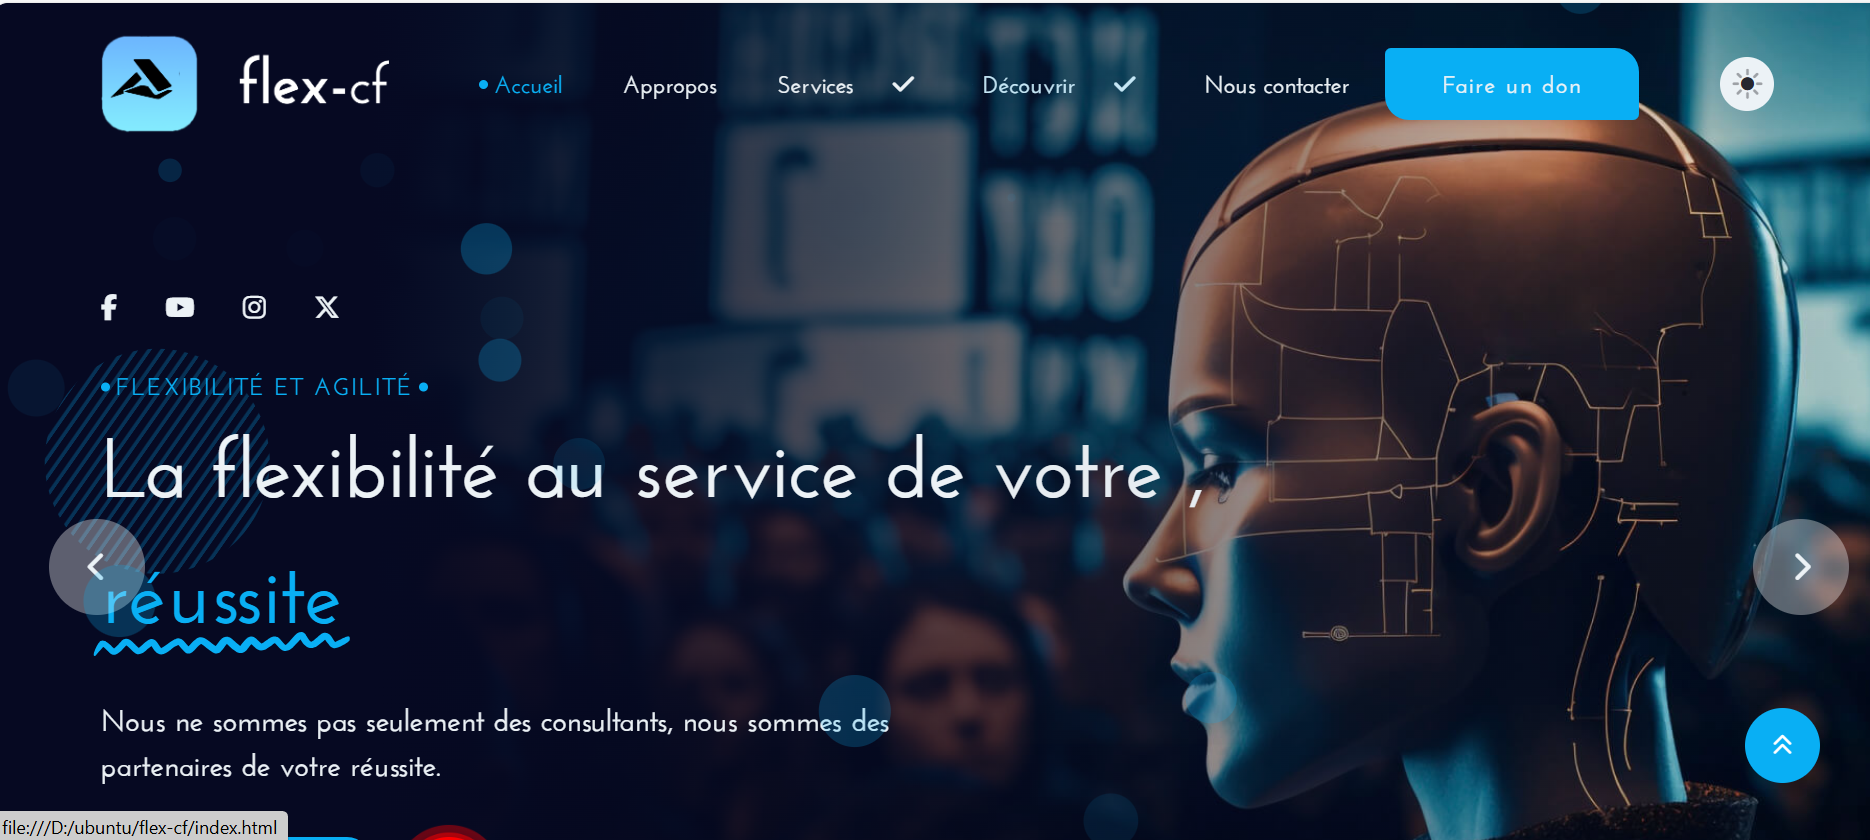 flex-cf
Accueil
Appropos
Services
Découvrir
Nous contacter
Faire un don
FLEXIBILITÉ ET AGILITÉ
La flexibilité au service de votre ,
réussite
Nous ne sommes pas seulement des consultants, nous sommes des
partenaires de votre réussite.
file:///D:/ubuntu/flex-cf/index.html